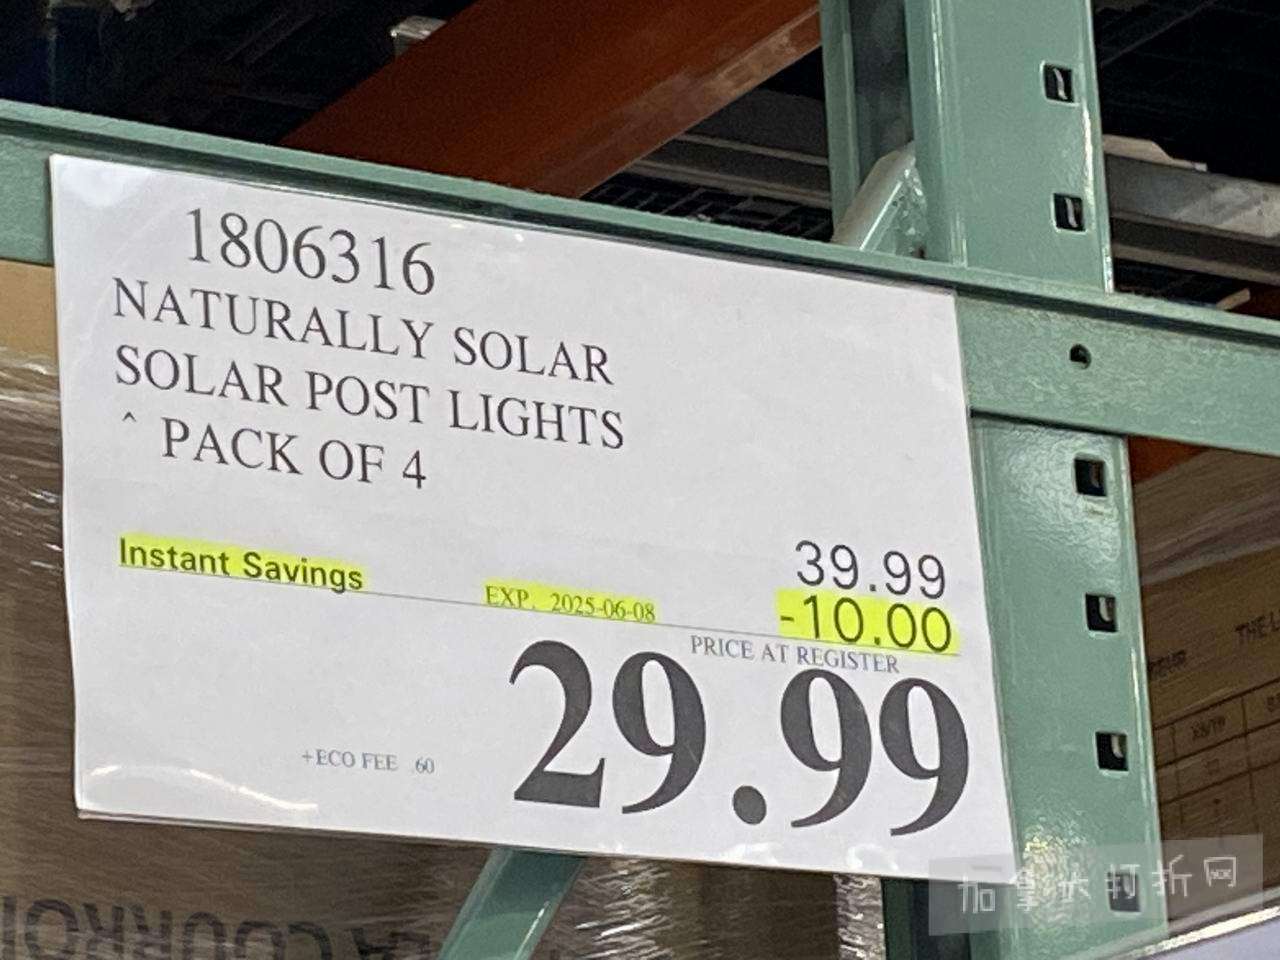 1806316
NATURALLY SOLAR
SOLAR POST LIGHTS
^ PACK OF 4
39.99
Instant Savings EXP. 2025-06-08 -10.00
PRICE AT REGISTER
29.99
+ECO FEE .60
THE L
加拿大打折网